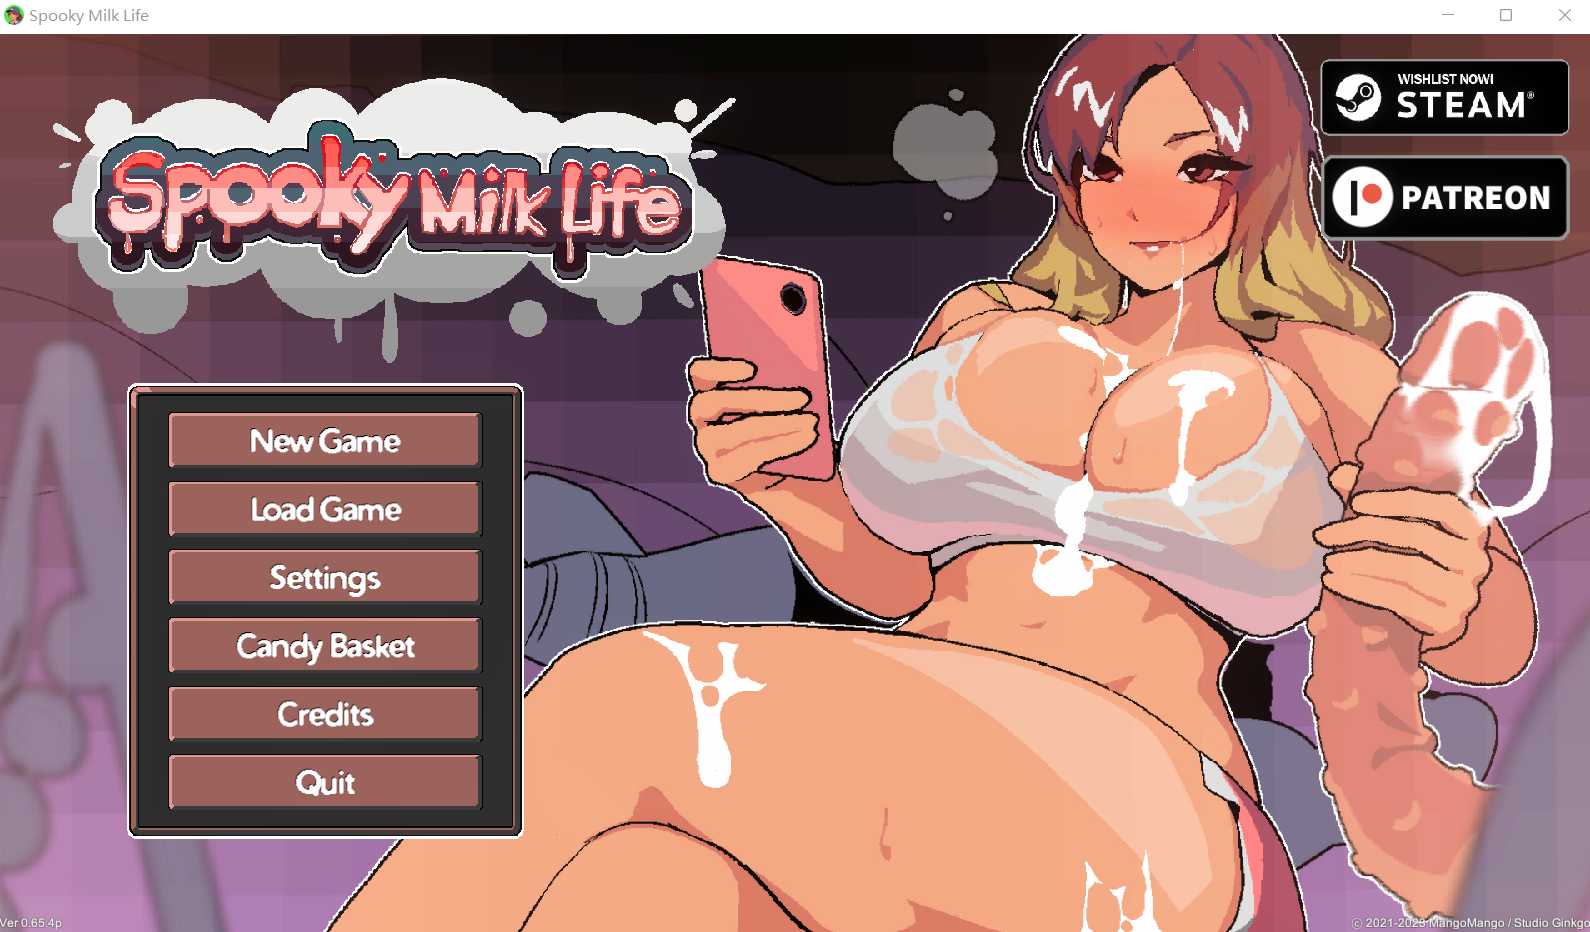 Spooky Milk Life
Spooky Milk Life
WISHLIST NOW!
STEAM®
PATREON
New Game
Load Game
Settings
Candy Basket
Credits
Quit
Ver 0.65.4p
© 2021-2023 MangoMango / Studio Ginkgo